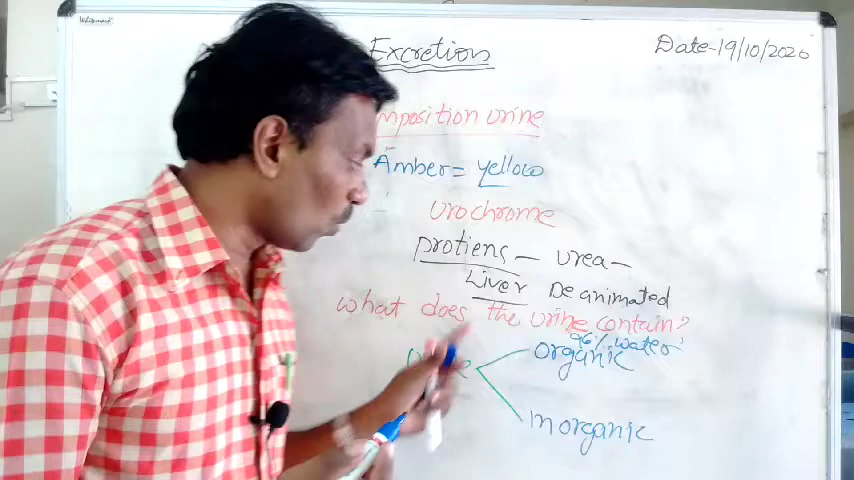 Whitemark
Excretion
Date-19/10/2020
mposition urine
Amber = yellow
urochrome
protiens - urea -
Liver Deanimated
what does the urine contain?
96% water
organic
inorganic